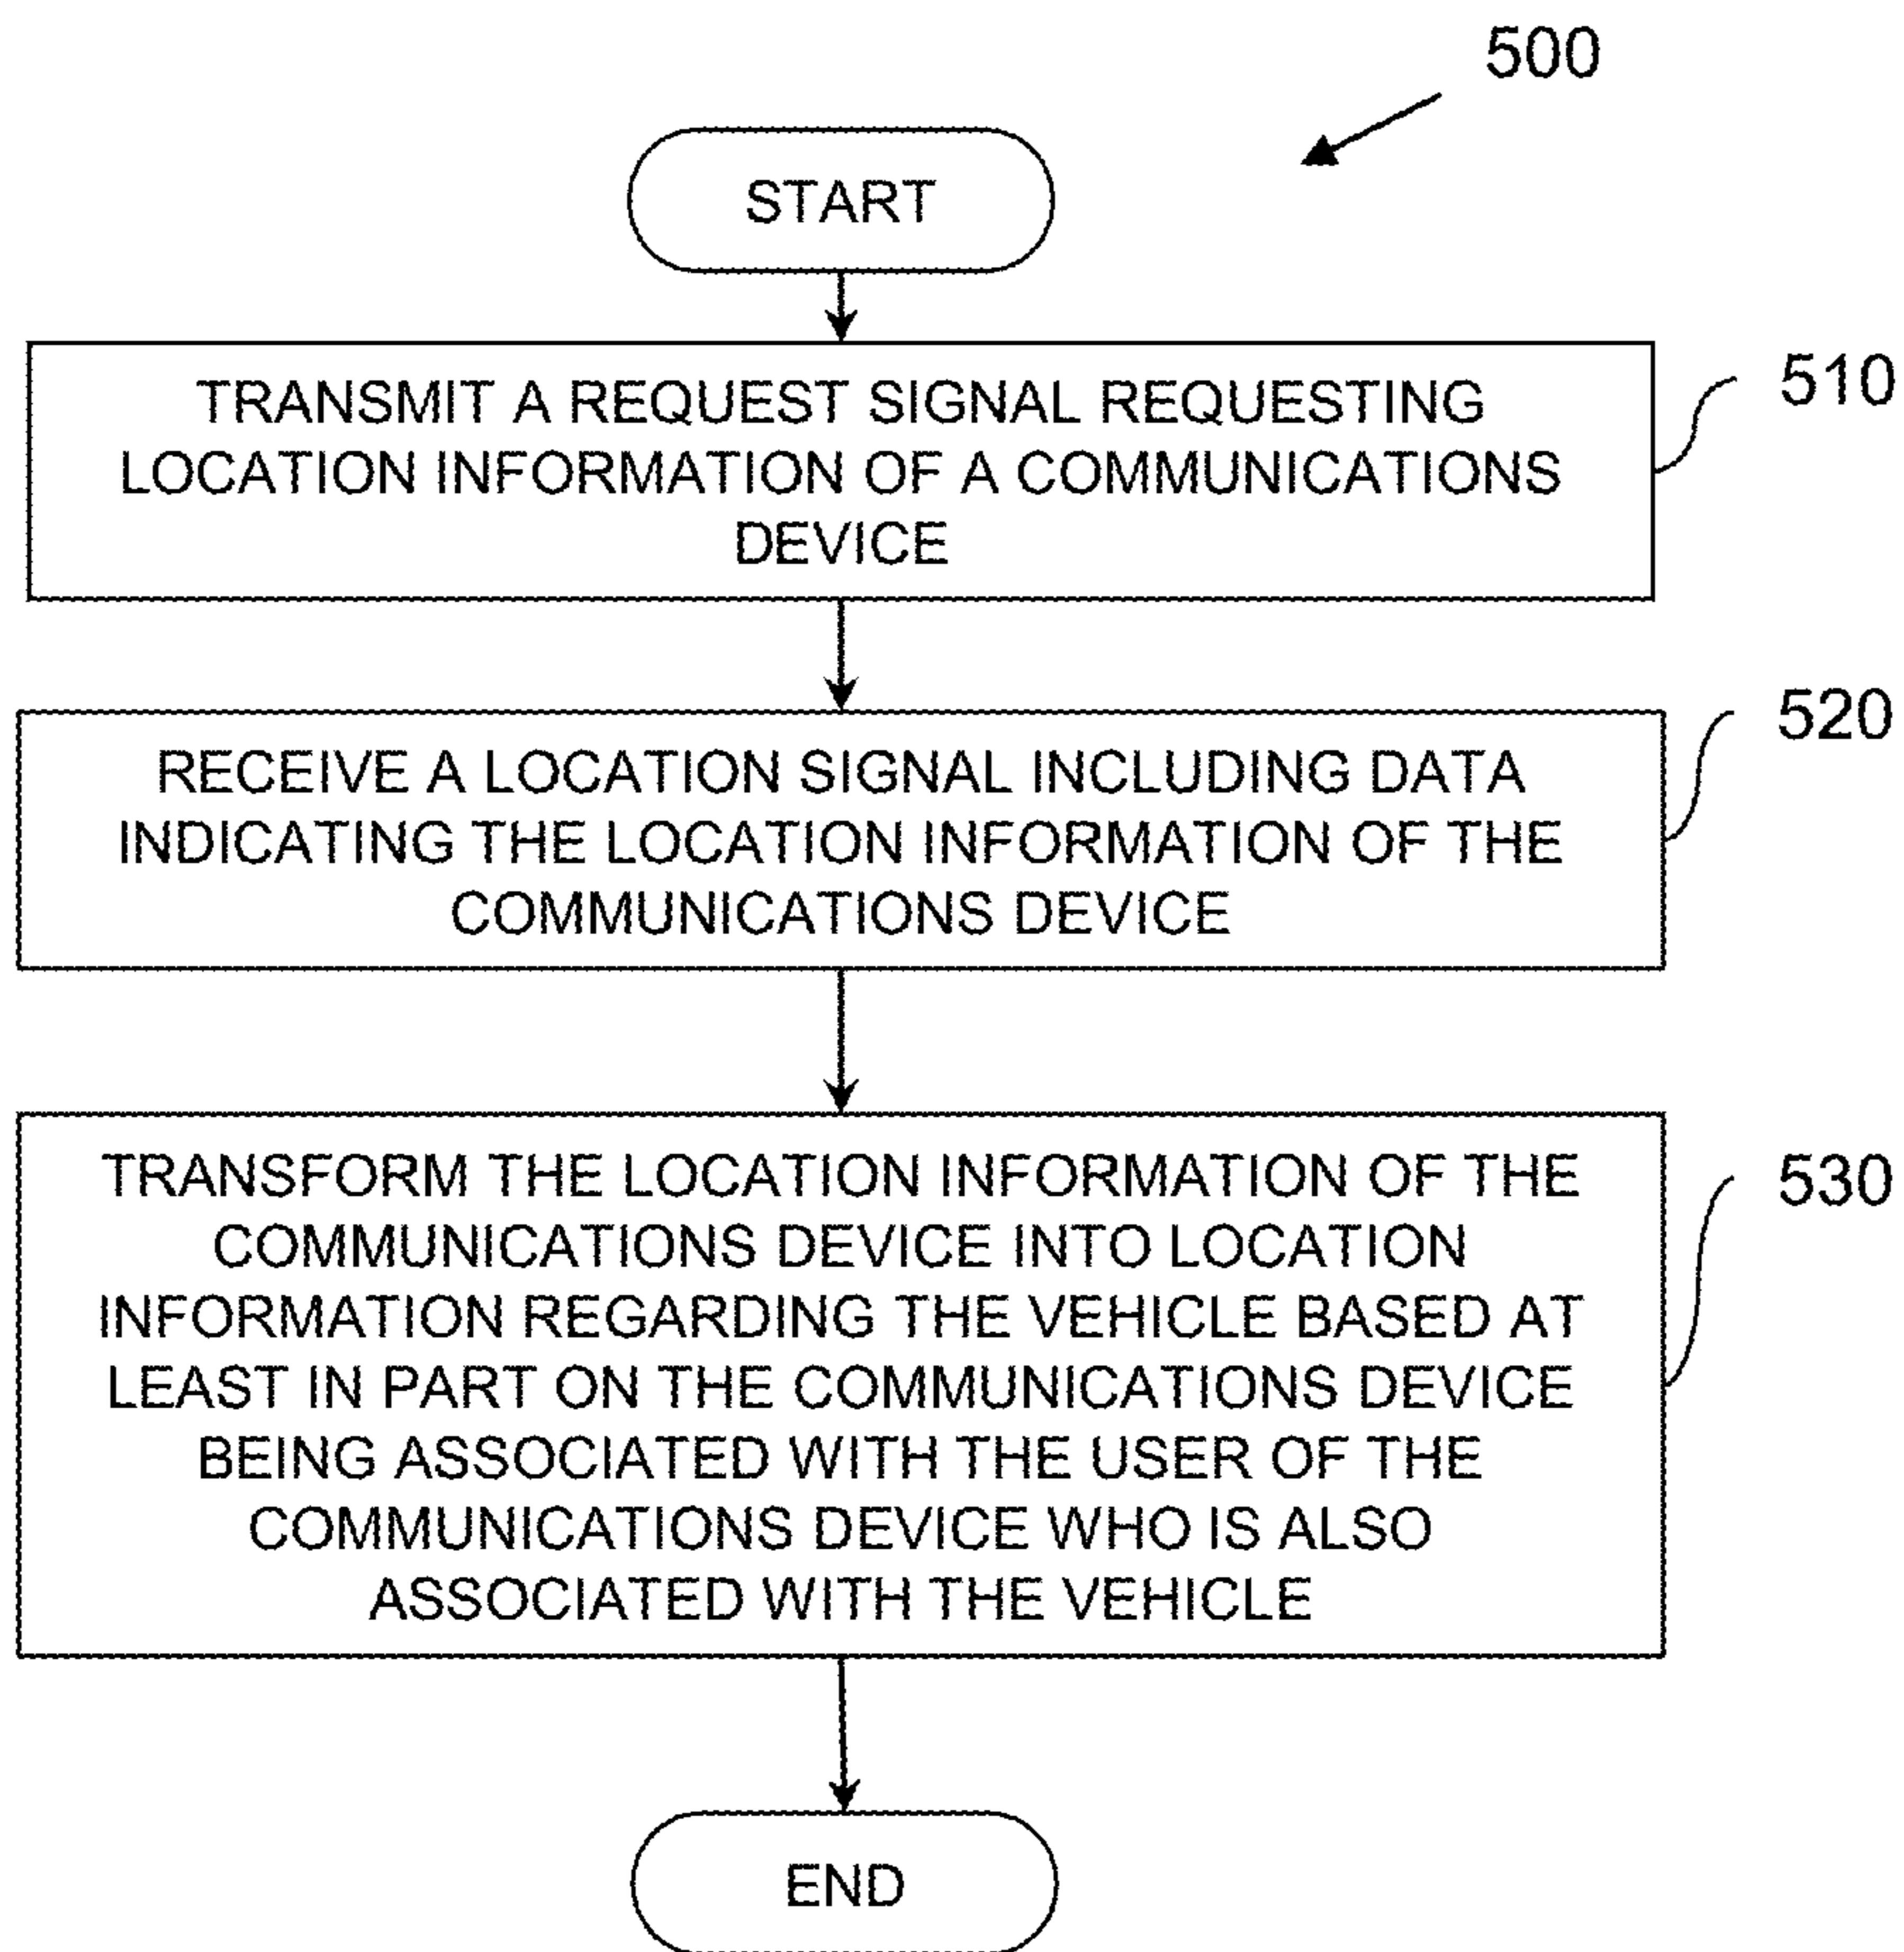 500
START
TRANSMIT A REQUEST SIGNAL REQUESTING
LOCATION INFORMATION OF A COMMUNICATIONS
DEVICE
510
RECEIVE A LOCATION SIGNAL INCLUDING DATA
INDICATING THE LOCATION INFORMATION OF THE
COMMUNICATIONS DEVICE
520
TRANSFORM THE LOCATION INFORMATION OF THE
COMMUNICATIONS DEVICE INTO LOCATION
INFORMATION REGARDING THE VEHICLE BASED AT
LEAST IN PART ON THE COMMUNICATIONS DEVICE
BEING ASSOCIATED WITH THE USER OF THE
COMMUNICATIONS DEVICE WHO IS ALSO
ASSOCIATED WITH THE VEHICLE
530
END